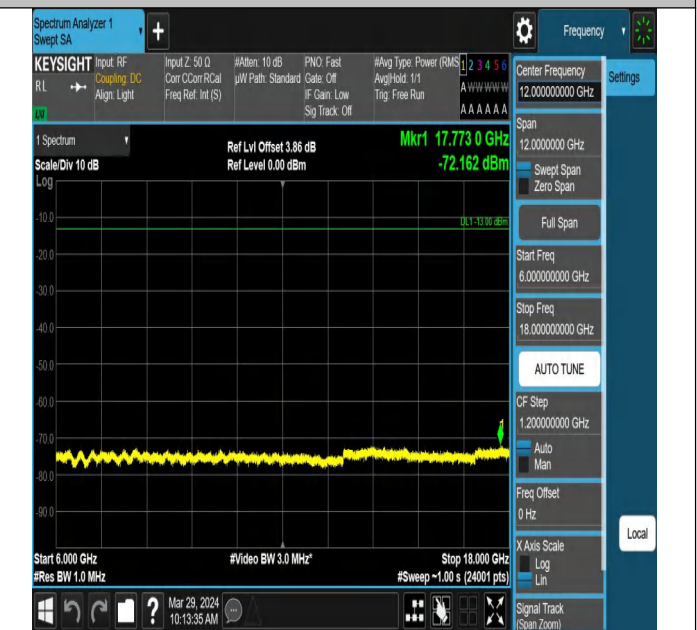 Spectrum Analyzer 1
Swept SA
+
Frequency
KEYSIGHT
RL
LXI
Input: RF
Coupling: DC
Align: Light
Input Z: 50 Ω
Corr CCorr RCal
Freq Ref: Int (S)
#Atten: 10 dB
µW Path: Standard
PNO: Fast
Gate: Off
IF Gain: Low
Sig Track: Off
#Avg Type: Power (RMS
Avg|Hold: 1/1
Trig: Free Run
1 2 3 4 5 6
A W W W W W
A A A A A A
1 Spectrum
Scale/Div 10 dB
Log
Ref Lvl Offset 3.86 dB
Ref Level 0.00 dBm
Mkr1 17.773 0 GHz
-72.162 dBm
DL1 -13.00 dBm
-10.0
-20.0
-30.0
-40.0
-50.0
-60.0
-70.0
-80.0
-90.0
1
Start 6.000 GHz
#Res BW 1.0 MHz
#Video BW 3.0 MHz*
Stop 18.000 GHz
#Sweep ~1.00 s (24001 pts)
Mar 29, 2024
10:13:35 AM
?
Center Frequency
12.000000000 GHz
Settings
Span
12.0000000 GHz
Swept Span
Zero Span
Full Span
Start Freq
6.000000000 GHz
Stop Freq
18.000000000 GHz
AUTO TUNE
CF Step
1.200000000 GHz
Auto
Man
Freq Offset
0 Hz
X Axis Scale
Log
Lin
Signal Track
(Span Zoom)
Local